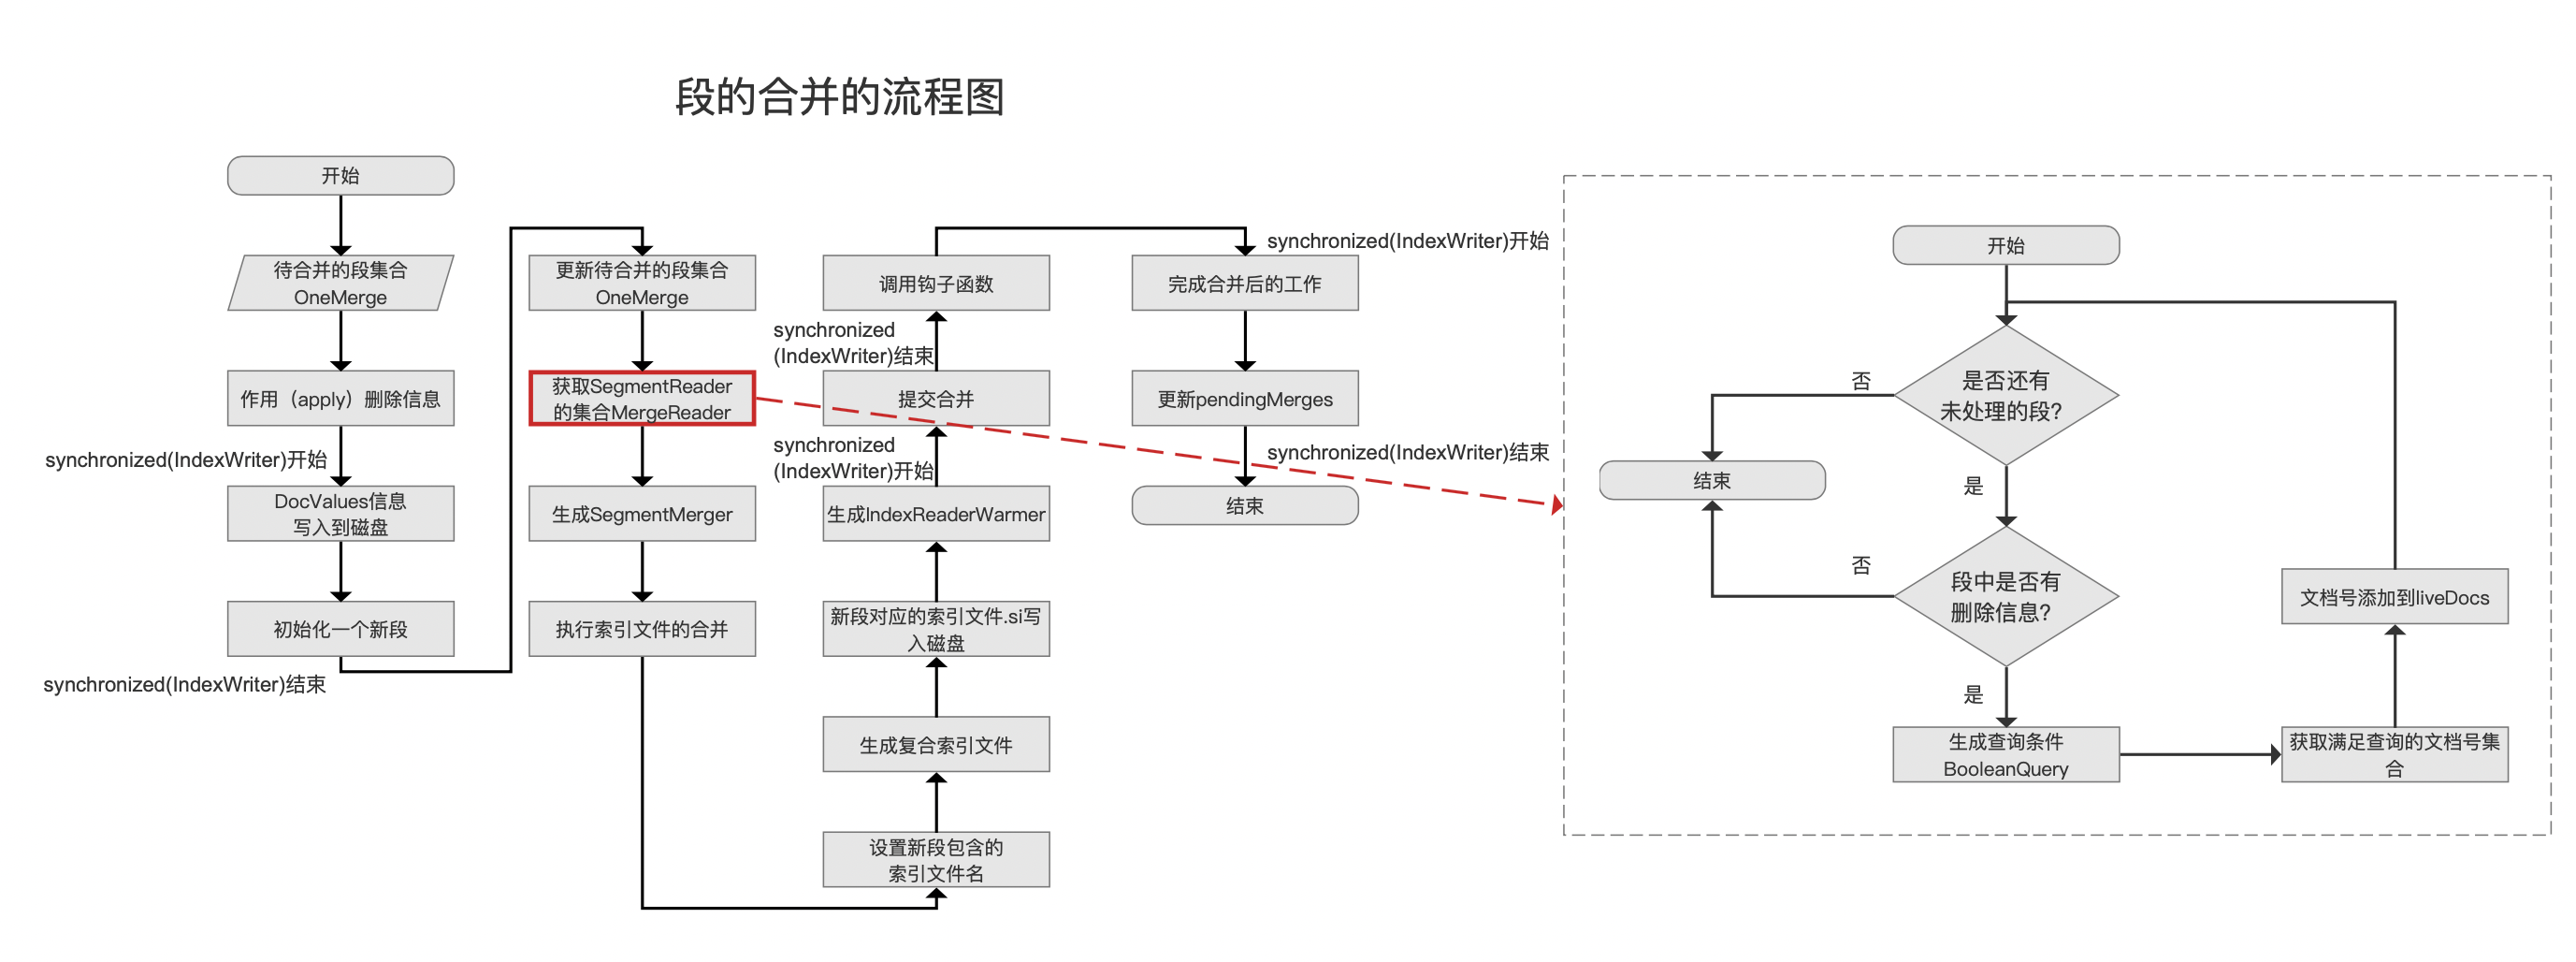 段的合并的流程图
开始
待合并的段集合
OneMerge
作用（apply）删除信息
synchronized(IndexWriter)开始
DocValues信息
写入到磁盘
初始化一个新段
synchronized(IndexWriter)结束
更新待合并的段集合
OneMerge
获取SegmentReader
的集合MergeReader
生成SegmentMerger
执行索引文件的合并
设置新段包含的
索引文件名
生成复合索引文件
新段对应的索引文件.si写
入磁盘
生成IndexReaderWarmer
synchronized
(IndexWriter)开始
提交合并
synchronized
(IndexWriter)结束
调用钩子函数
synchronized(IndexWriter)开始
完成合并后的工作
更新pendingMerges
synchronized(IndexWriter)结束
结束
开始
是否还有
未处理的段?
否
结束
是
段中是否有
删除信息?
否
是
生成查询条件
BooleanQuery
获取满足查询的文档号集
合
文档号添加到liveDocs